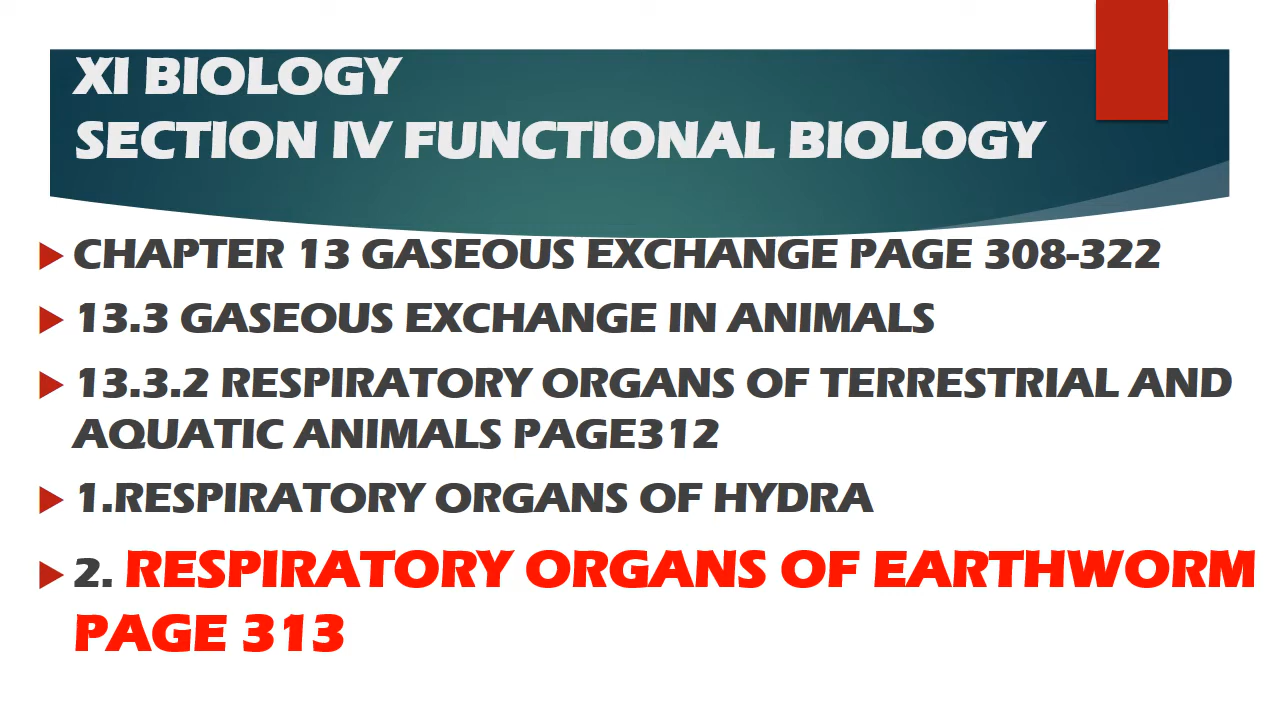 XI BIOLOGY
SECTION IV FUNCTIONAL BIOLOGY
CHAPTER 13 GASEOUS EXCHANGE PAGE 308-322
13.3 GASEOUS EXCHANGE IN ANIMALS
13.3.2 RESPIRATORY ORGANS OF TERRESTRIAL AND
AQUATIC ANIMALS PAGE312
1.RESPIRATORY ORGANS OF HYDRA
2. RESPIRATORY ORGANS OF EARTHWORM
PAGE 313